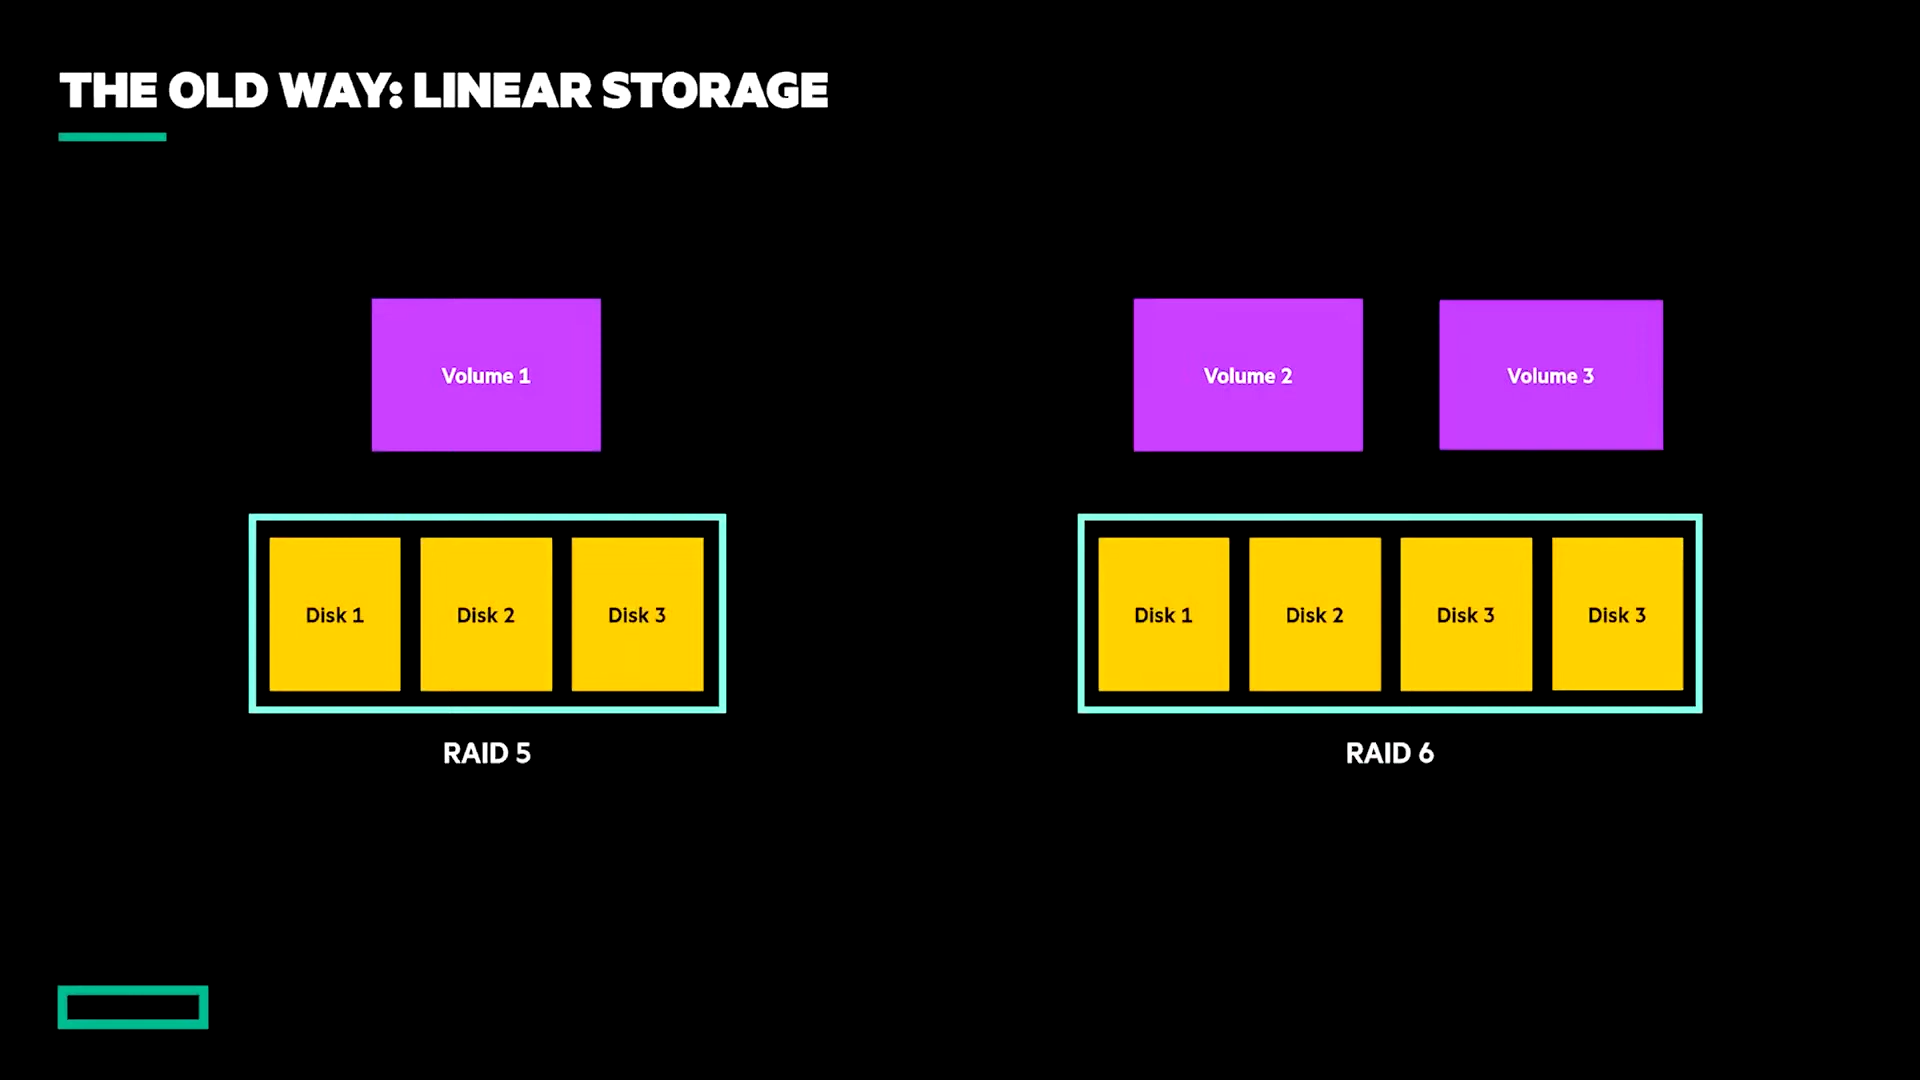 THE OLD WAY: LINEAR STORAGE
Volume 1
Volume 2
Volume 3
Disk 1
Disk 2
Disk 3
Disk 1
Disk 2
Disk 3
Disk 3
RAID 5
RAID 6